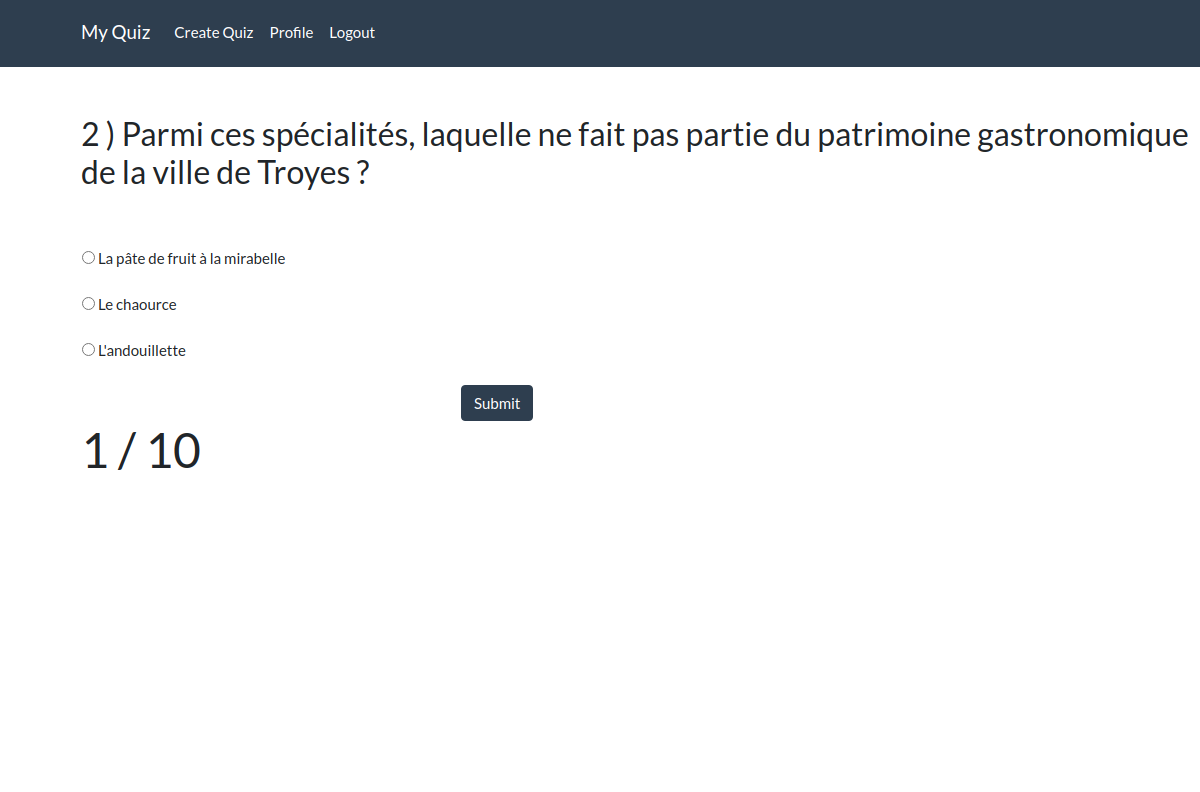 My Quiz Create Quiz Profile Logout
2 ) Parmi ces spécialités, laquelle ne fait pas partie du patrimoine gastronomique
de la ville de Troyes ?
La pâte de fruit à la mirabelle
Le chaource
L'andouillette
Submit
1 / 10